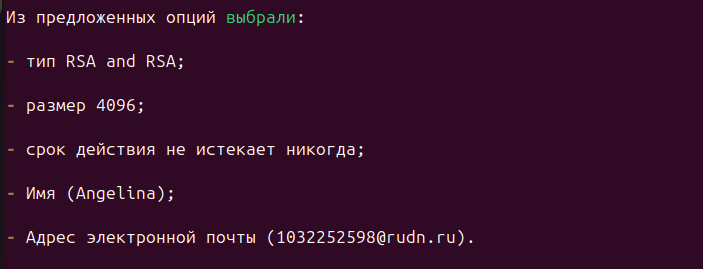 Из предложенных опций выбрали:
- тип RSA and RSA;
- размер 4096;
- срок действия не истекает никогда;
- Имя (Angelina);
- Адрес электронной почты (1032252598@rudn.ru).